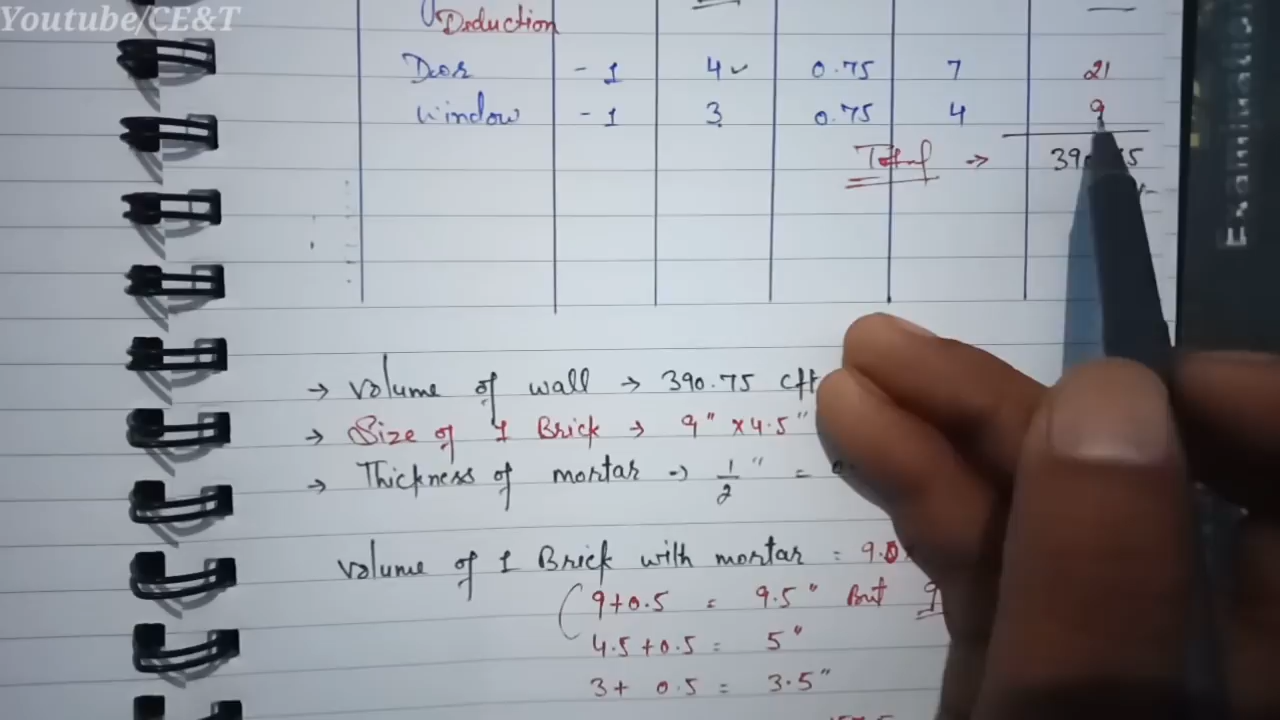 Youtube/CE&T
Deduction
Door - 1 4 ✓ 0.75 7 21
Window - 1 3 0.75 4 9
Total →
→ Volume of wall → 390.75 cft
→ Size of 1 Brick → 9" x 4.5"
→ Thickness of mortar → 1/2" =
Volume of 1 Brick with mortar =
(9+0.5 = 9.5" But 9
4.5+0.5 = 5"
3+ 0.5 = 3.5"